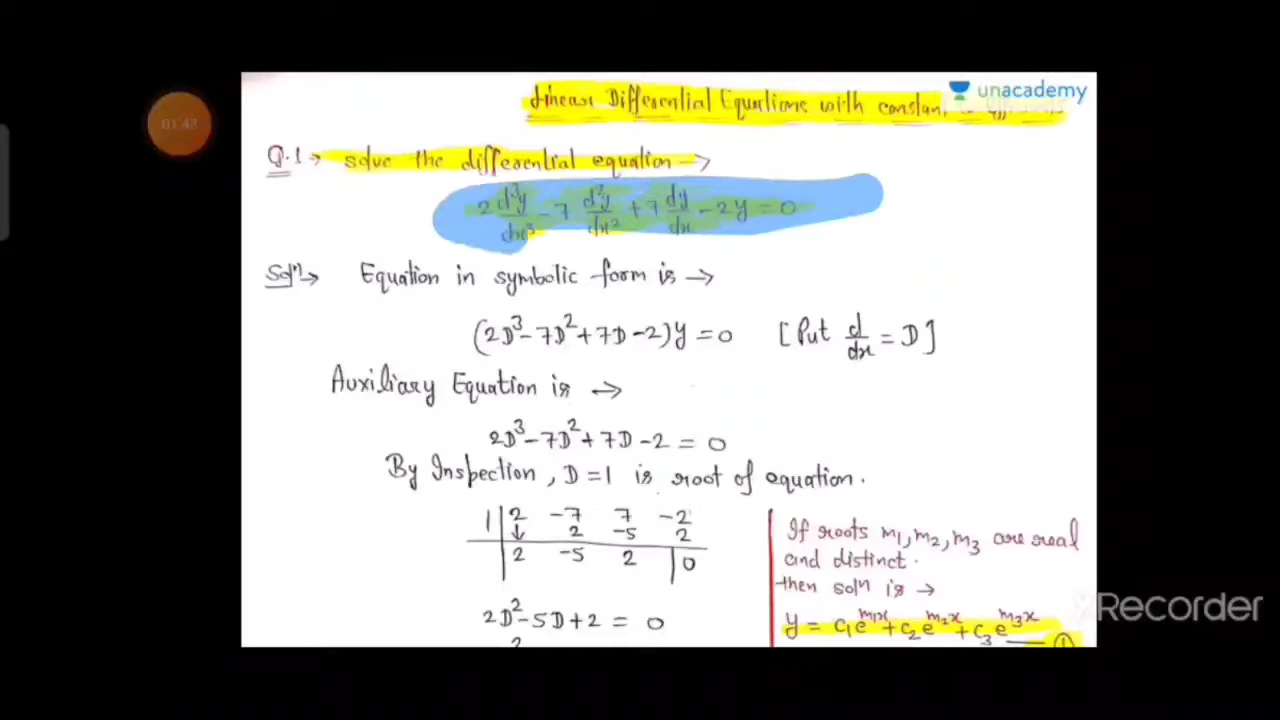 unacademy
Linear Differential Equations with constant
01:43
Q.1→ solve the differential equation→
2 d³y/dx³ - 7 d²y/dx² + 7 dy/dx - 2y = 0
Solⁿ→ Equation in symbolic form is →
(2D³-7D²+7D-2)y = 0 [Put d/dx = D]
Auxiliary Equation is →
2D³-7D²+7D-2 = 0
By Inspection, D=1 is root of equation.
1 | 2 -7 7 -2
↓ 2 -5 2
2 -5 2 | 0
2D²-5D+2 = 0
If roots m₁, m₂, m₃ are real
and distinct.
then solⁿ is →
y = c₁e^m₁x + c₂e^m₂x + c₃e^m₃x —①
Recorder